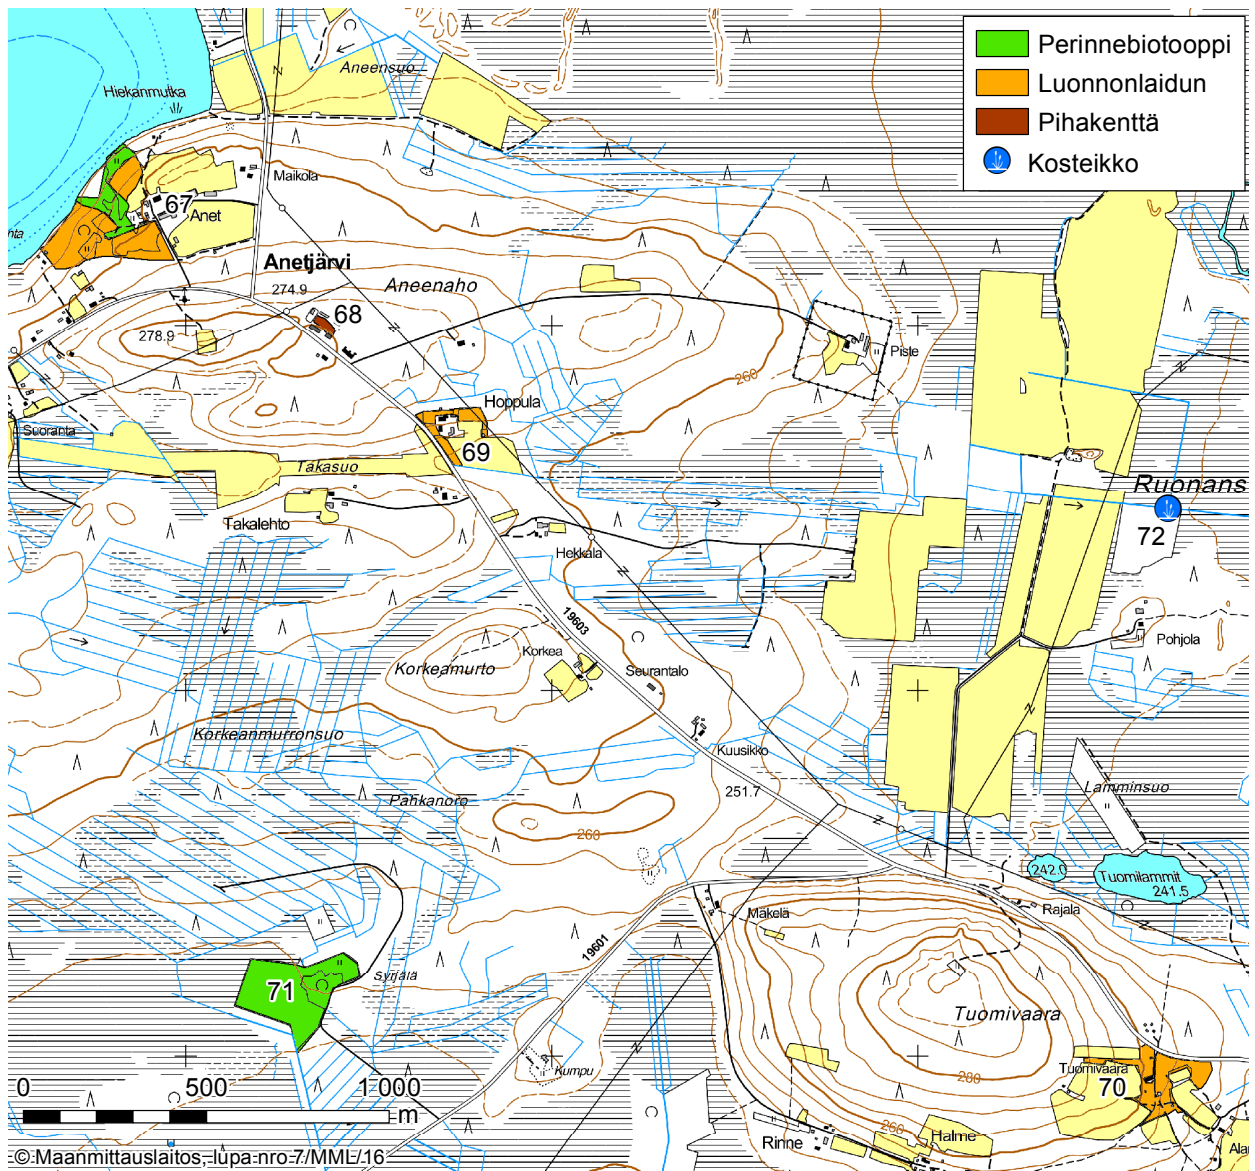 Perinnebiotooppi
Luonnonlaidun
Pihakenttä
Kosteikko
Aneensuo
Hiekanmutka
Maikola
67
Anet
nta
Anetjärvi
274.9
Aneenaho
68
278.9
Piste
260
Hoppula
69
Suoranta
Takasuo
Takalehto
Hekkala
Ruonans
72
19603
Korkea
Korkeamurto
Seurantalo
Pohjola
Korkeanmurronsuo
Kuusikko
251.7
Pahkanoro
260
Lamminsuo
242.0
Tuomilammit
241.5
Mäkelä
Rajala
19601
Syrjälä
71
Tuomivaara
Kumpu
Tuomivaara
70
280
260
Rinne
Halme
Ala
0 500 1 000
m
© Maanmittauslaitos, lupa nro 7/MML/16